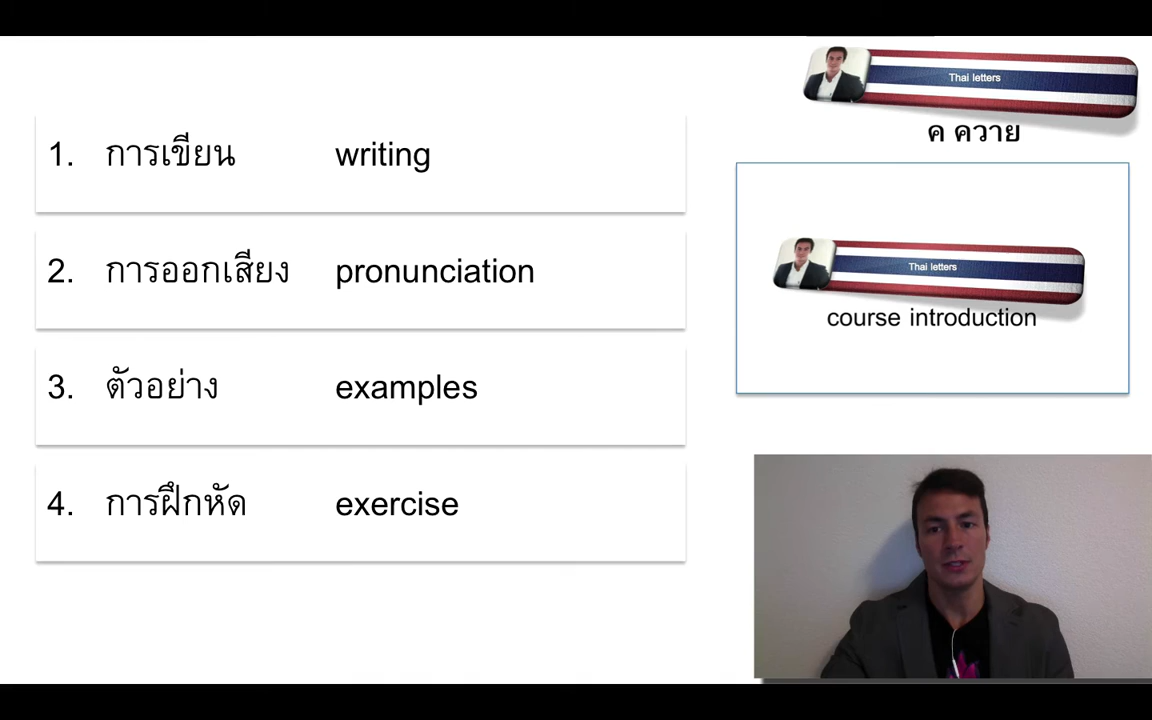 1. การเขียน writing
2. การออกเสียง pronunciation
3. ตัวอย่าง examples
4. การฝึกหัด exercise
Thai letters
ค ควาย
Thai letters
course introduction